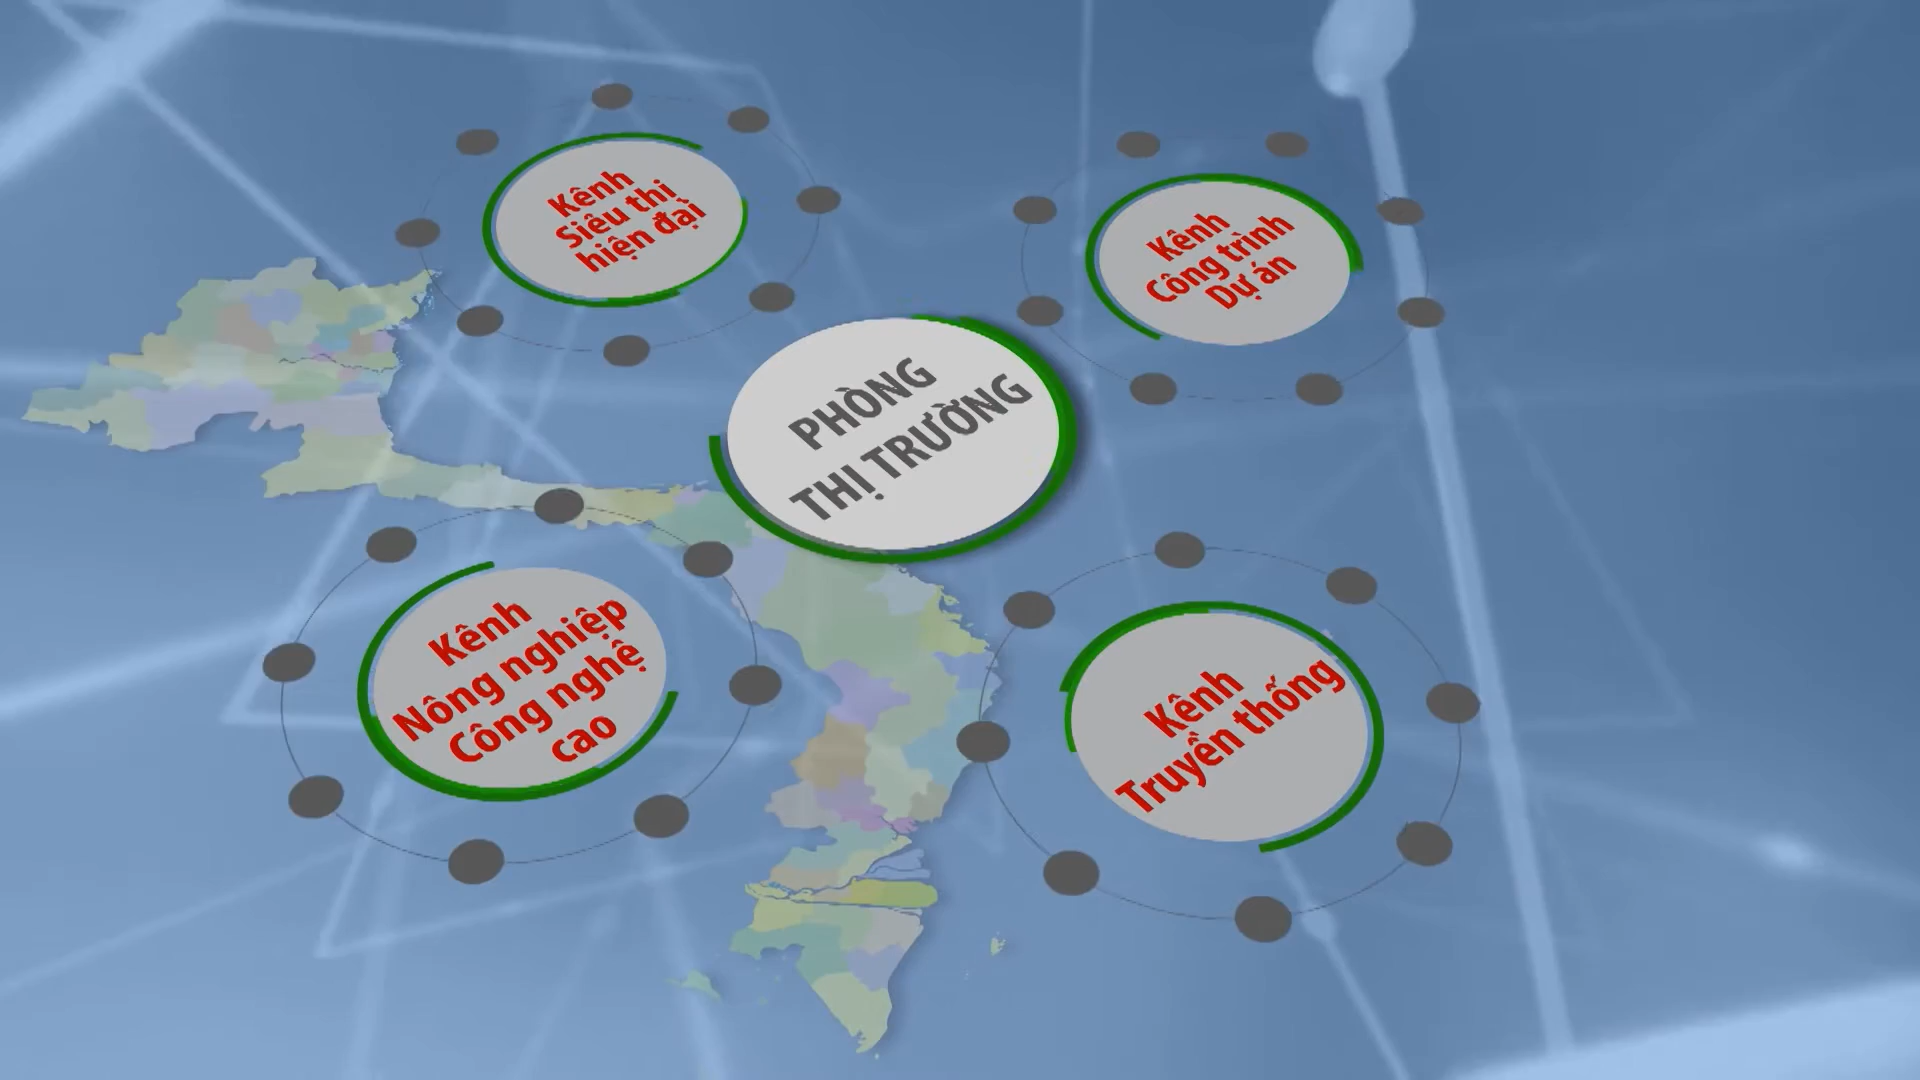 Kênh
Siêu thị
hiện đại
Kênh
Công trình
Dự án
PHÒNG
THỊ TRƯỜNG
Kênh
Nông nghiệp
Công nghệ
cao
Kênh
Truyền thống